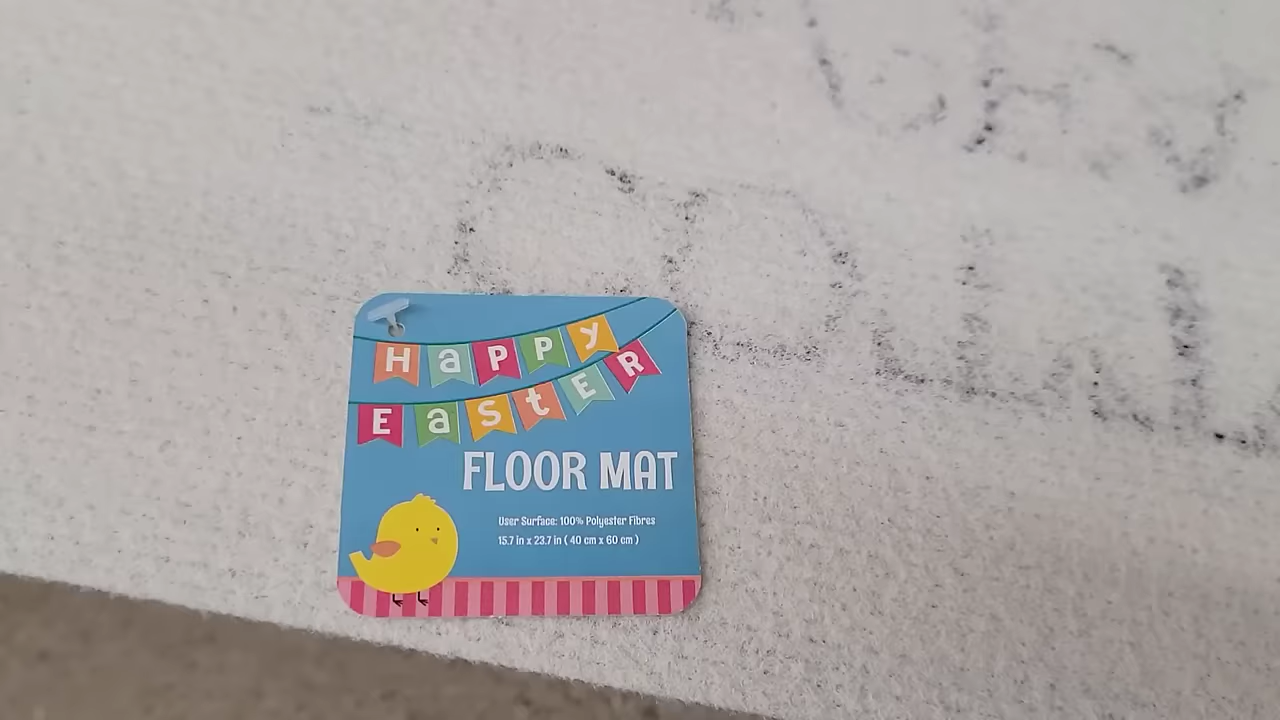 Happy
EastER
FLOOR MAT
User Surface: 100% Polyester Fibres
15.7 in x 23.7 in ( 40 cm x 60 cm )